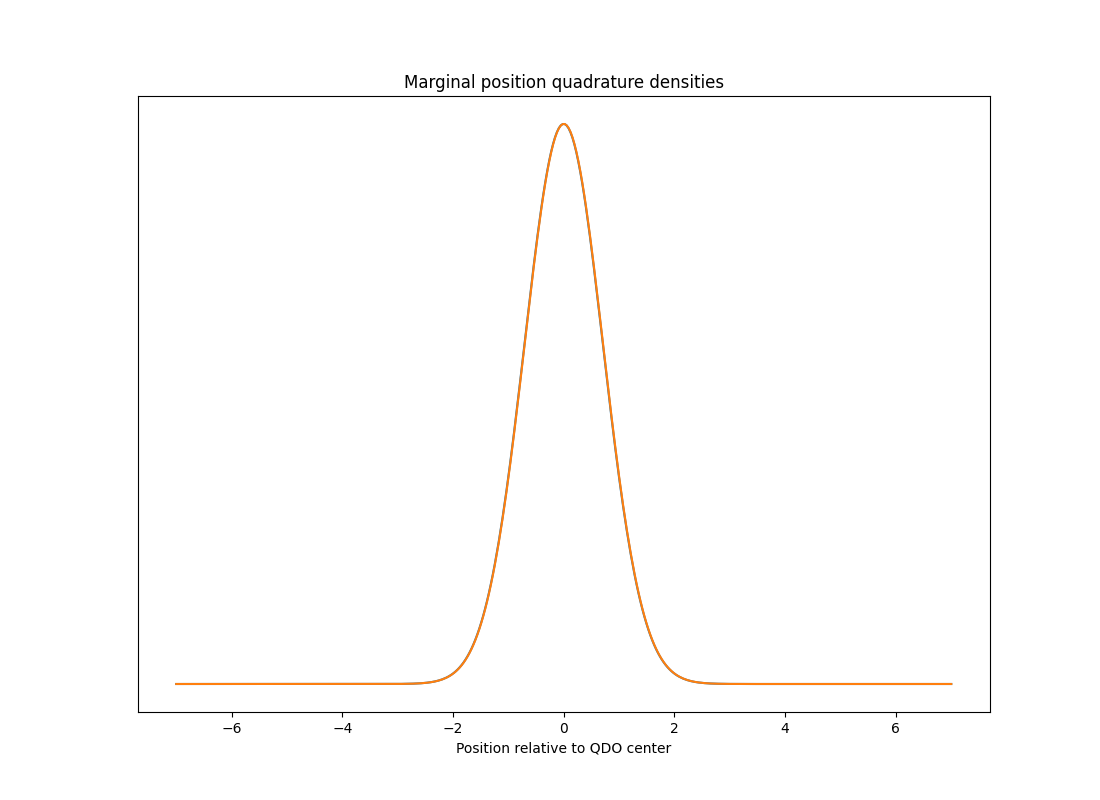 Marginal position quadrature densities
−6 −4 −2 0 2 4 6
Position relative to QDO center